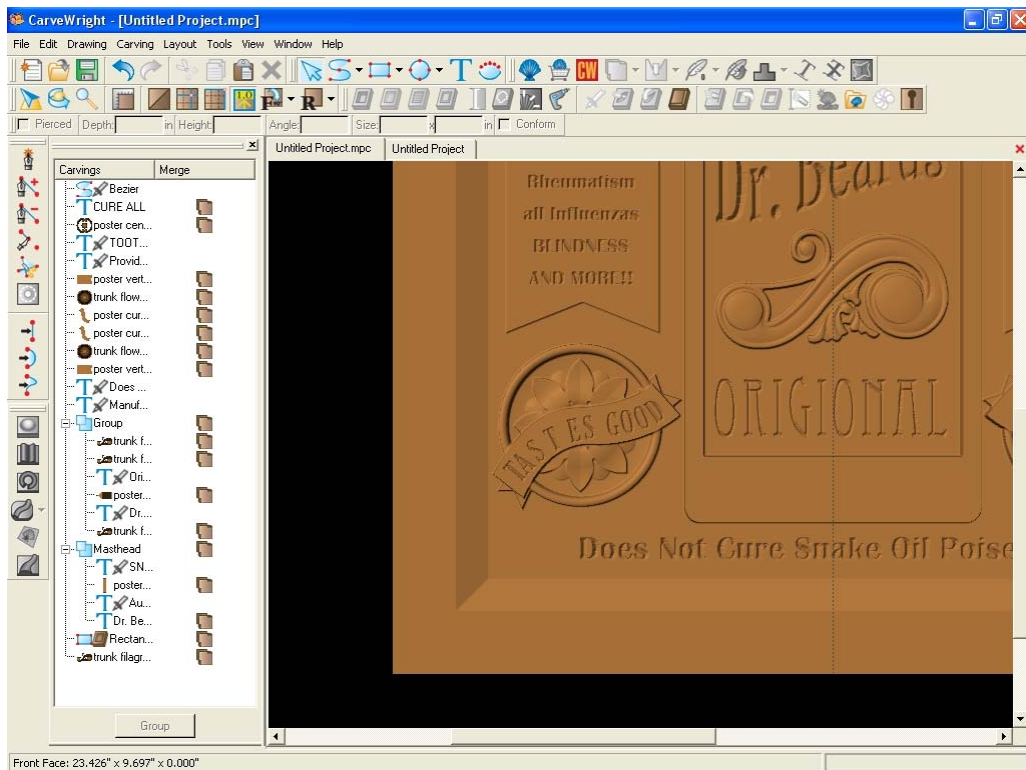 CarveWright - [Untitled Project.mpc]
File Edit Drawing Carving Layout Tools View Window Help
CW
1.0
F R
Pierced Depth: in Height: Angle: Size: x in Conform
Untitled Project.mpc Untitled Project
Carvings Merge
Bezier
CURE ALL
poster cen...
TOOT...
Provid...
poster vert...
trunk flow...
poster cur...
poster cur...
trunk flow...
poster vert...
Does ...
Manuf...
Group
trunk f...
trunk f...
Ori...
poster...
Dr....
trunk f...
Masthead
SN...
poster...
Au...
Dr. Be...
Rectan...
trunk filagr...
Group
Rheumatism
all Influenzas
BLINDNESS
AND MORE!!
TASTES GOOD
Dr. Beards
ORIGIONAL
Does Not Cure Snake Oil Poise
Front Face: 23.426" x 9.697" x 0.000"